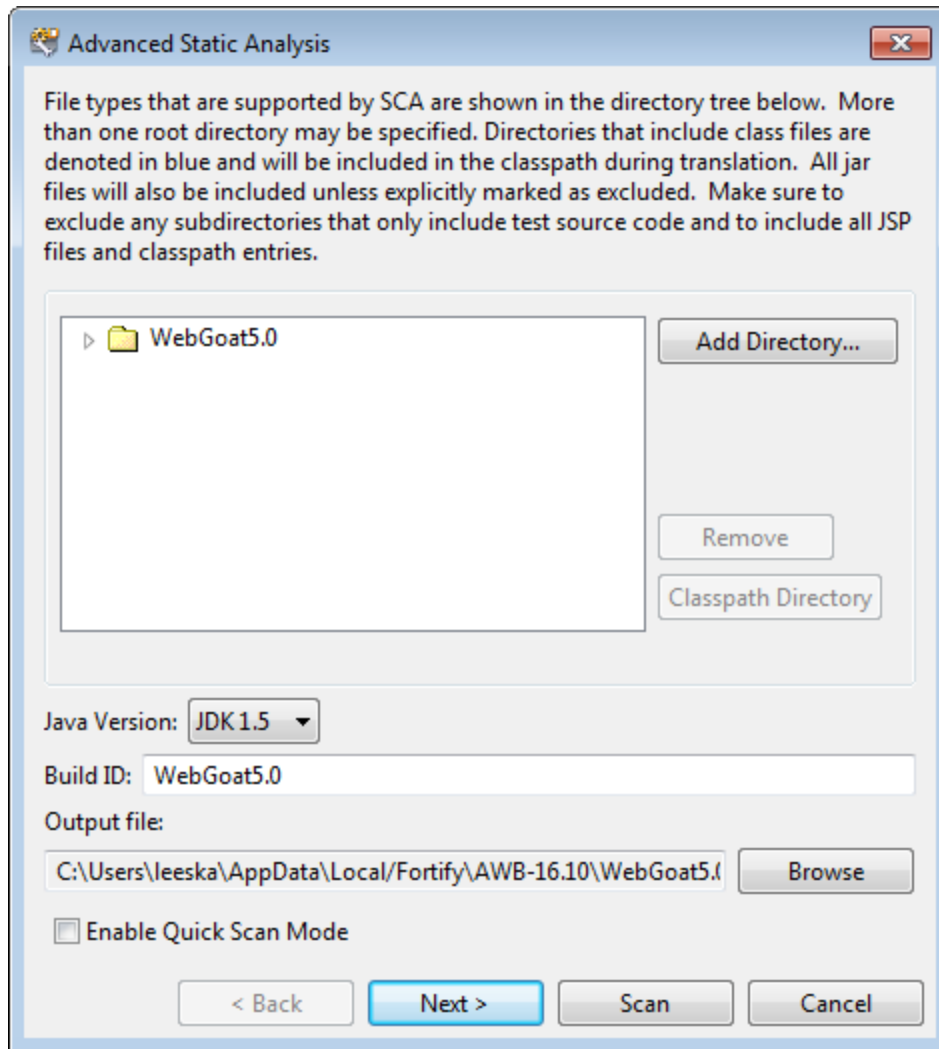 Advanced Static Analysis
File types that are supported by SCA are shown in the directory tree below.  More
than one root directory may be specified. Directories that include class files are
denoted in blue and will be included in the classpath during translation.  All jar
files will also be included unless explicitly marked as excluded.  Make sure to
exclude any subdirectories that only include test source code and to include all JSP
files and classpath entries.
WebGoat5.0
Add Directory...
Remove
Classpath Directory
Java Version: JDK 1.5
Build ID: WebGoat5.0
Output file:
C:\Users\leeska\AppData\Local/Fortify\AWB-16.10\WebGoat5.( Browse
Enable Quick Scan Mode
< Back Next > Scan Cancel